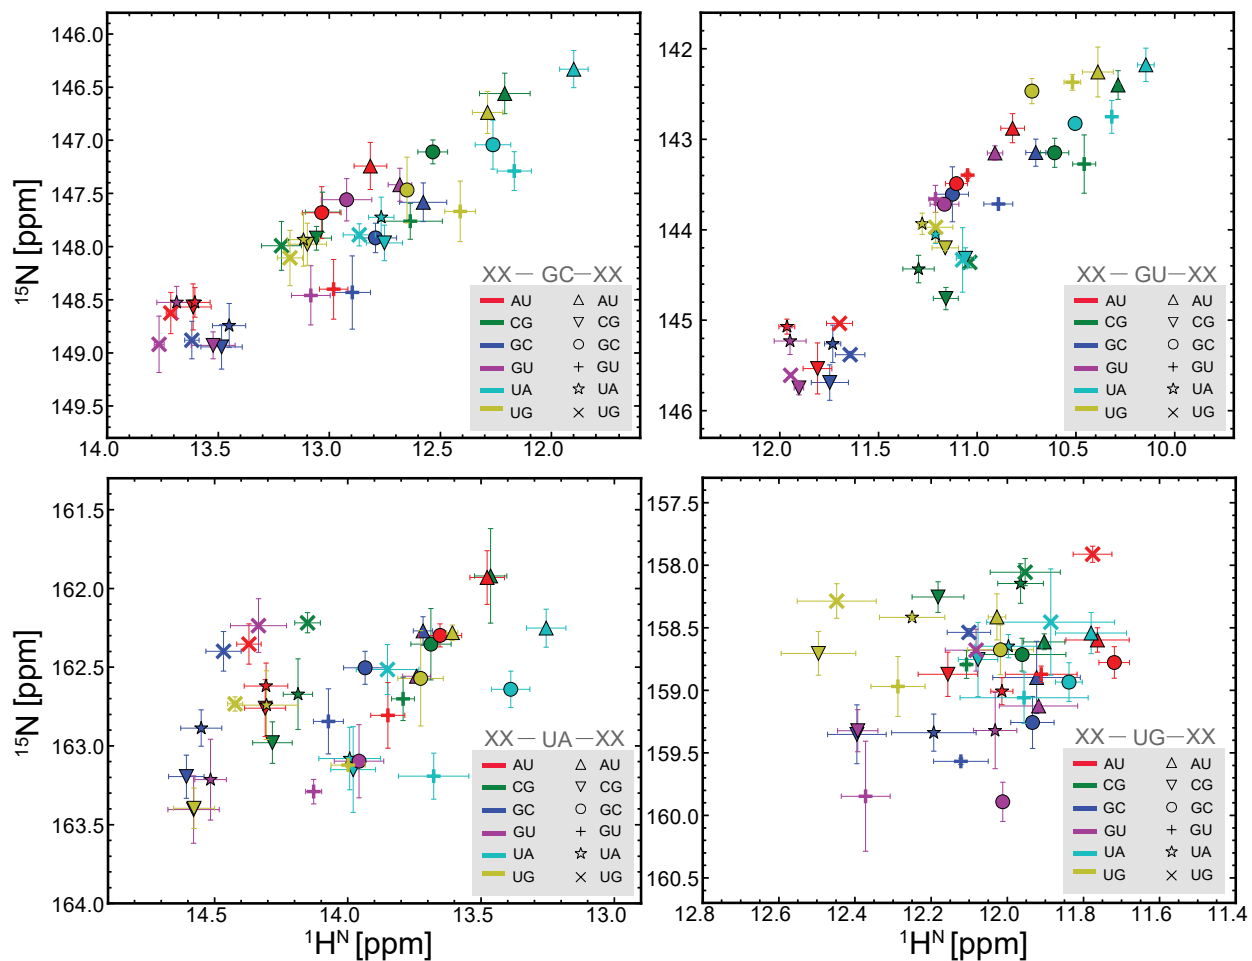 146.0
146.5
147.0
147.5
148.0
148.5
149.0
149.5
14.0 13.5 13.0 12.5 12.0
15N [ppm]
XX — GC — XX
AU AU
CG CG
GC GC
GU GU
UA UA
UG UG
142
143
144
145
146
12.0 11.5 11.0 10.5 10.0
XX — GU — XX
AU AU
CG CG
GC GC
GU GU
UA UA
UG UG
161.5
162.0
162.5
163.0
163.5
164.0
14.5 14.0 13.5 13.0
15N [ppm]
1HN [ppm]
XX — UA — XX
AU AU
CG CG
GC GC
GU GU
UA UA
UG UG
157.5
158.0
158.5
159.0
159.5
160.0
160.5
12.8 12.6 12.4 12.2 12.0 11.8 11.6 11.4
1HN [ppm]
XX — UG — XX
AU AU
CG CG
GC GC
GU GU
UA UA
UG UG